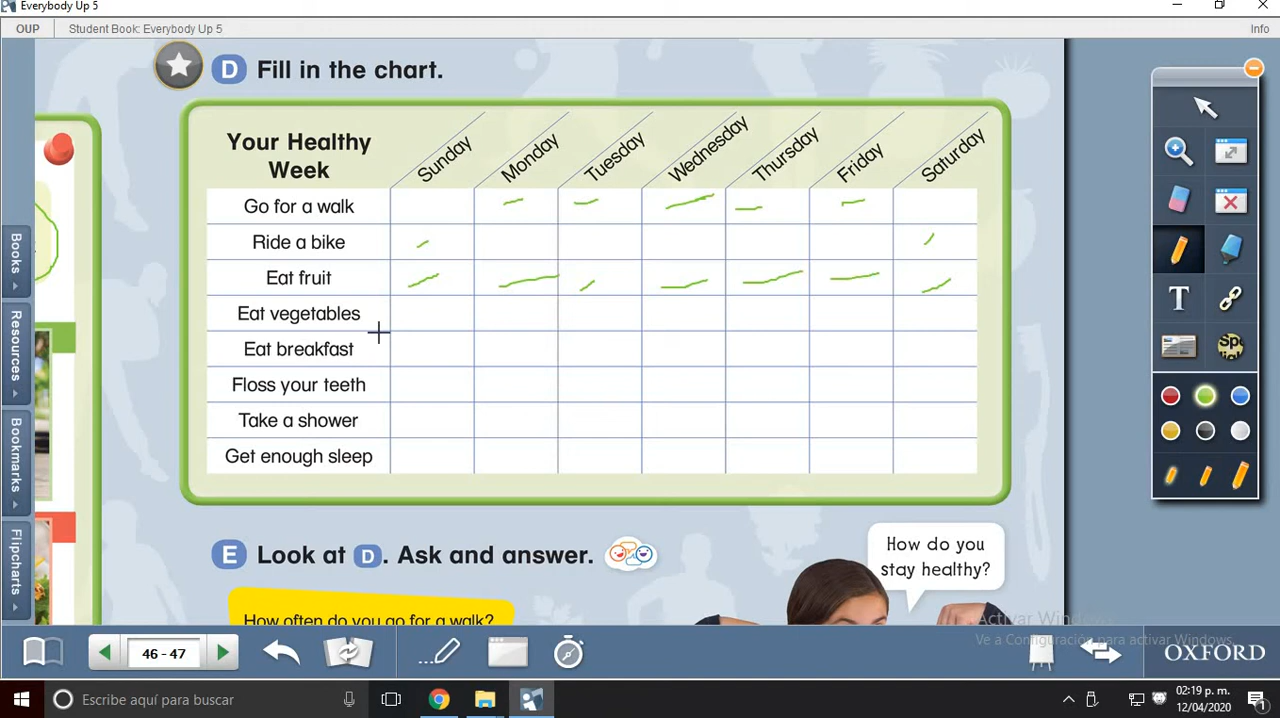 Everybody Up 5
OUP
Student Book: Everybody Up 5
Info
D Fill in the chart.
Your Healthy
Week
Sunday
Monday
Tuesday
Wednesday
Thursday
Friday
Saturday
Go for a walk
Ride a bike
Eat fruit
Eat vegetables
Eat breakfast
Floss your teeth
Take a shower
Get enough sleep
E Look at D. Ask and answer.
How do you
stay healthy?
How often do you go for a walk?
Books
Resources
Bookmarks
Flipcharts
T
Activar Windows
Ve a Configuración para activar Windows.
46 - 47
OXFORD
Escribe aquí para buscar
02:19 p. m.
12/04/2020